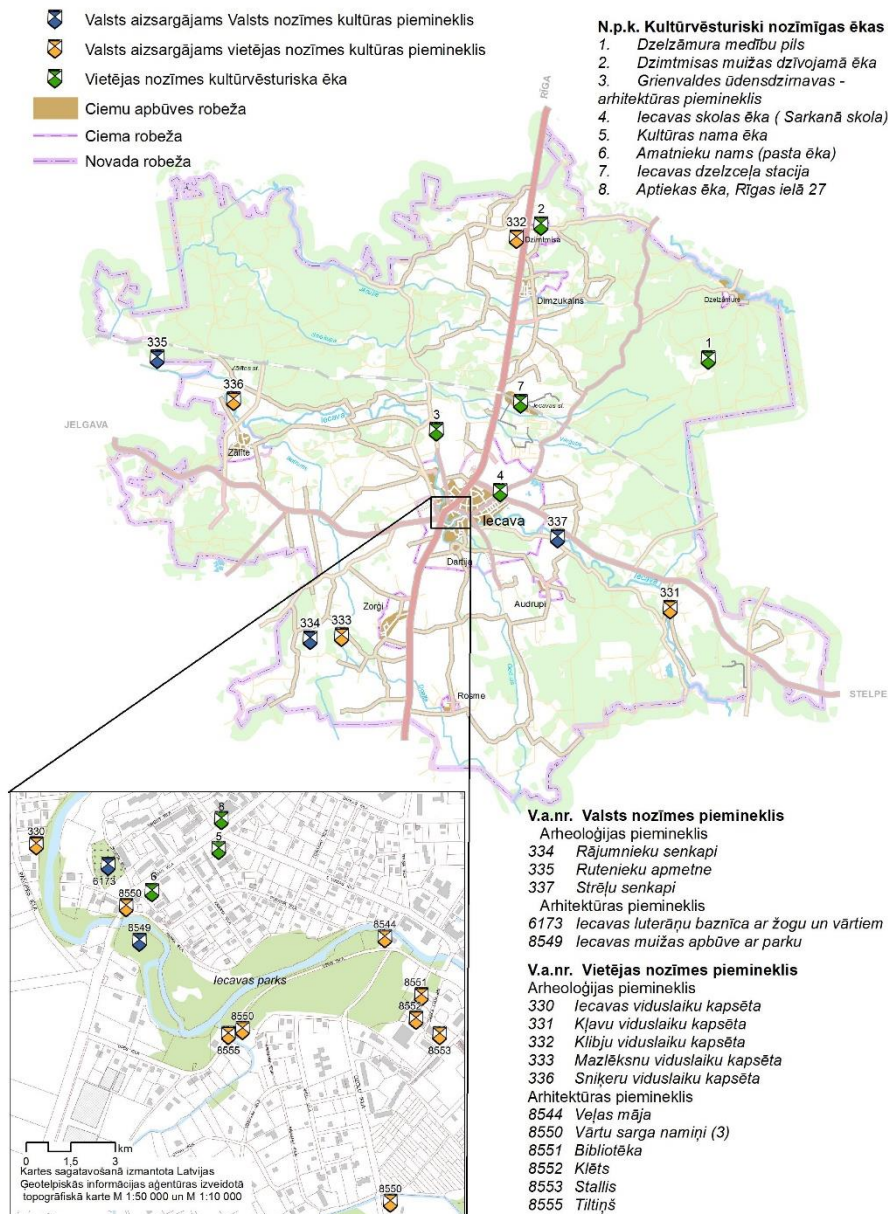 Valsts aizsargājams Valsts nozīmes kultūras piemineklis
Valsts aizsargājams vietējas nozīmes kultūras piemineklis
Vietējas nozīmes kultūrvēsturiska ēka
Ciemu apbūves robeža
Ciema robeža
Novada robeža
N.p.k. Kultūrvēsturiski nozīmīgas ēkas
1. Dzelzāmura medību pils
2. Dzimtmisas muižas dzīvojamā ēka
3. Grienvaldes ūdensdzirnavas -
arhitektūras piemineklis
4. Iecavas skolas ēka ( Sarkanā skola)
5. Kultūras nama ēka
6. Amatnieku nams (pasta ēka)
7. Iecavas dzelzceļa stacija
8. Aptiekas ēka, Rīgas ielā 27
RĪGA
332
2
Dzimtmisa
Dimzukalns
Dzelzāmurs
335
1
336
7
Iecavas st.
JELGAVA
Zālīte
3
4
Iecava
337
Dartija
Zorģi
Audrupi
331
334
333
Rosme
STELPE
8
330
5
6173
6
8550
8549
8544
Iecavas parks
8551
8552
8550
8555
8553
8550
0 1,5 3
km
Kartes sagatavošanā izmantota Latvijas
Ģeotelpiskās informācijas aģentūras izveidotā
topogrāfiskā karte M 1:50 000 un M 1:10 000
V.a.nr. Valsts nozīmes piemineklis
Arheoloģijas piemineklis
334 Rājumnieku senkapi
335 Rutenieku apmetne
337 Strēļu senkapi
Arhitektūras piemineklis
6173 Iecavas luterāņu baznīca ar žogu un vārtiem
8549 Iecavas muižas apbūve ar parku
V.a.nr. Vietējas nozīmes piemineklis
Arheoloģijas piemineklis
330 Iecavas viduslaiku kapsēta
331 Kļavu viduslaiku kapsēta
332 Klibju viduslaiku kapsēta
333 Mazlēksnu viduslaiku kapsēta
336 Sniķeru viduslaiku kapsēta
Arhitektūras piemineklis
8544 Veļas māja
8550 Vārtu sarga namiņi (3)
8551 Bibliotēka
8552 Klēts
8553 Stallis
8555 Tiltiņš